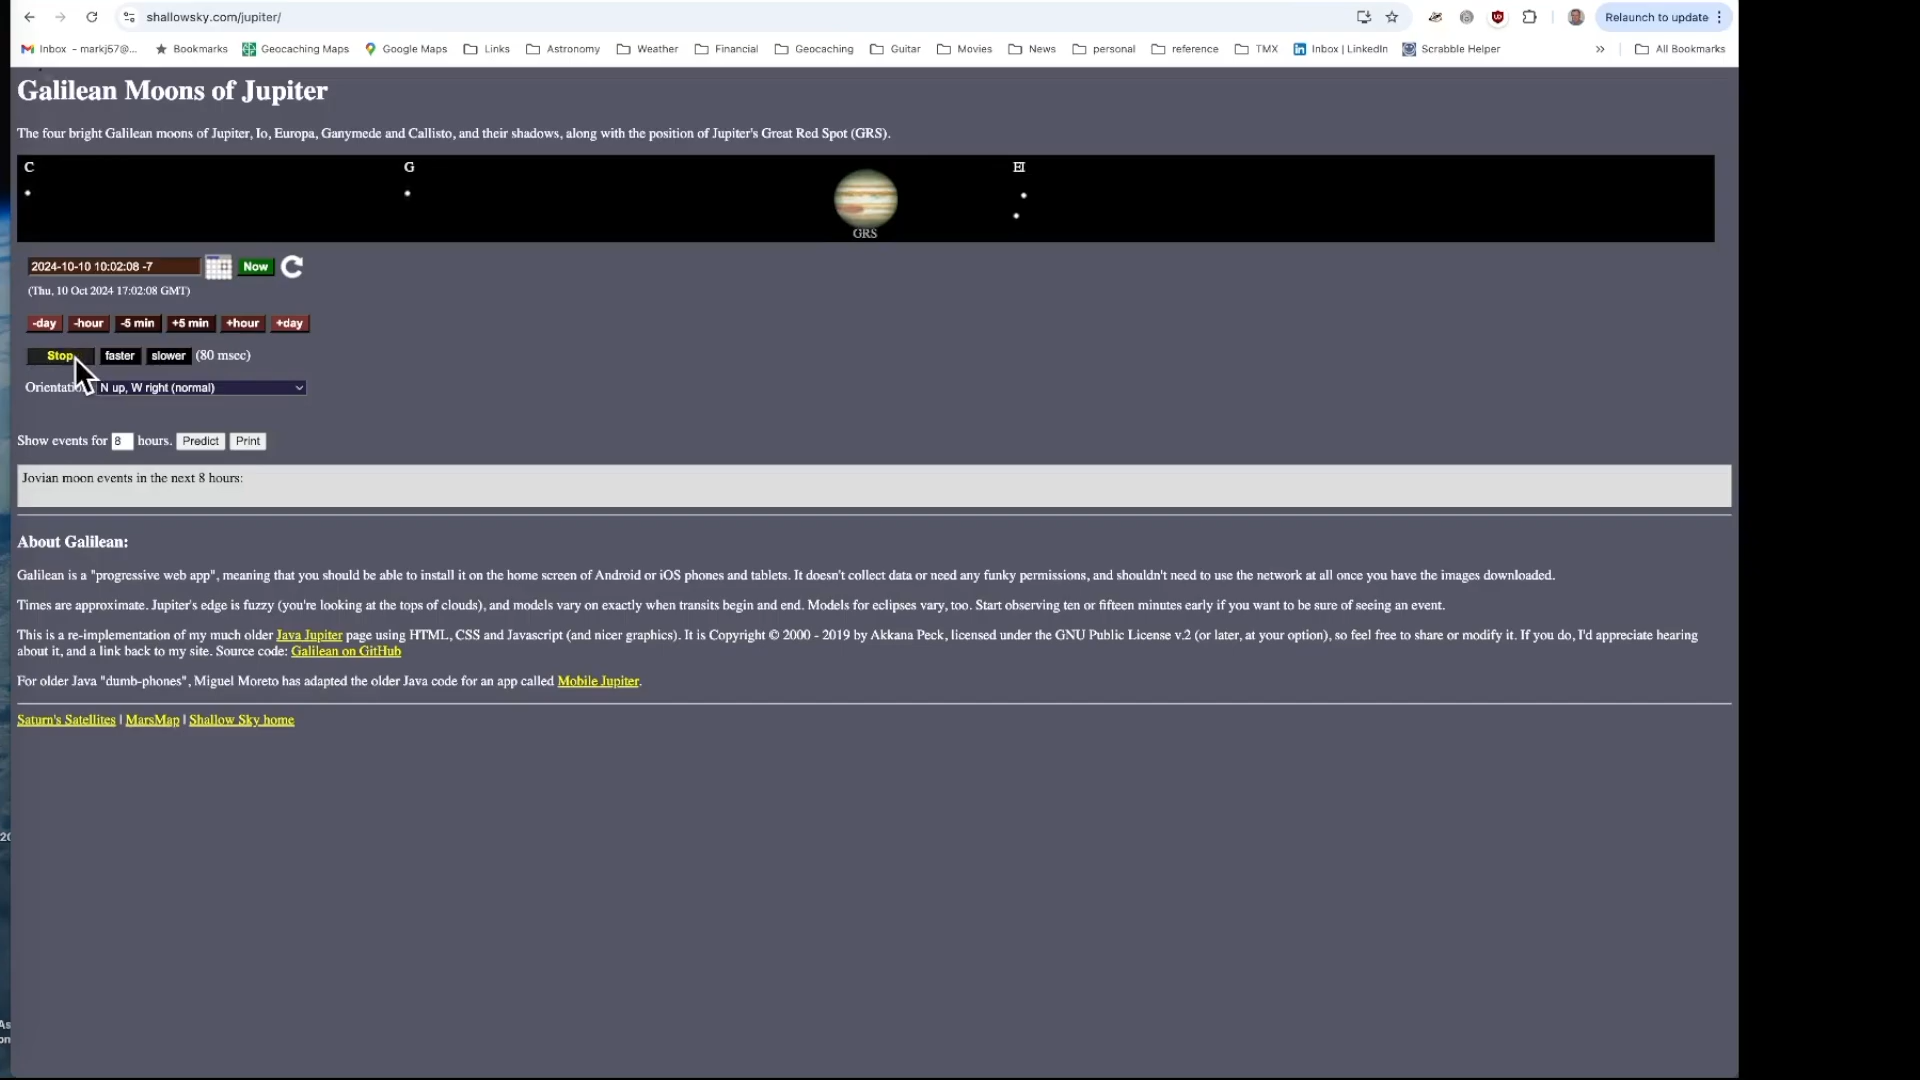 shallowsky.com/jupiter/
Relaunch to update
Inbox - markj57@...
Bookmarks
Geocaching Maps
Google Maps
Links
Astronomy
Weather
Financial
Geocaching
Guitar
Movies
News
personal
reference
TMX
Inbox | LinkedIn
Scrabble Helper
»
All Bookmarks
Galilean Moons of Jupiter
The four bright Galilean moons of Jupiter, Io, Europa, Ganymede and Callisto, and their shadows, along with the position of Jupiter's Great Red Spot (GRS).
C G EI
GRS
2024-10-10 10:02:08 -7 Now
(Thu, 10 Oct 2024 17:02:08 GMT)
-day -hour -5 min +5 min +hour +day
Stop faster slower (80 msec)
N up, W right (normal)
Show events for 8 hours. Predict Print
Jovian moon events in the next 8 hours:
About Galilean:
Galilean is a "progressive web app", meaning that you should be able to install it on the home screen of Android or iOS phones and tablets. It doesn't collect data or need any funky permissions, and shouldn't need to use the network at all once you have the images downloaded.
Times are approximate. Jupiter's edge is fuzzy (you're looking at the tops of clouds), and models vary on exactly when transits begin and end. Models for eclipses vary, too. Start observing ten or fifteen minutes early if you want to be sure of seeing an event.
This is a re-implementation of my much older Java Jupiter page using HTML, CSS and Javascript (and nicer graphics). It is Copyright © 2000 - 2019 by Akkana Peck, licensed under the GNU Public License v.2 (or later, at your option), so feel free to share or modify it. If you do, I'd appreciate hearing
about it, and a link back to my site. Source code: Galilean on GitHub
For older Java "dumb-phones", Miguel Moreto has adapted the older Java code for an app called Mobile Jupiter.
Saturn's Satellites | MarsMap | Shallow Sky home